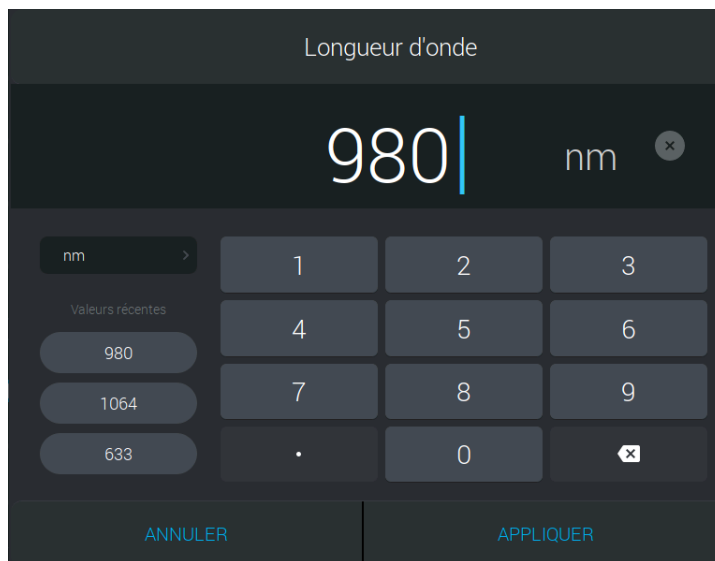 Longueur d'onde
980 nm
nm
1 2 3
Valeurs récentes
4 5 6
980
7 8 9
1064
633
. 0
ANNULER APPLIQUER